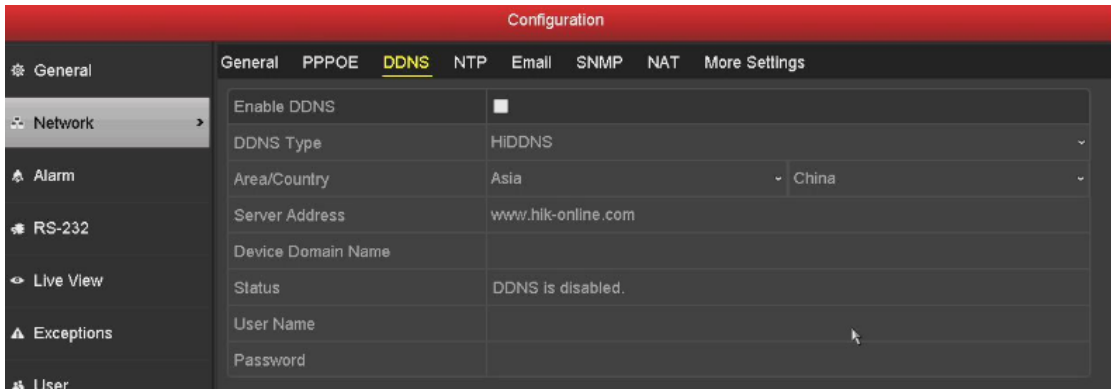 Configuration
General
Network
Alarm
RS-232
Live View
Exceptions
User
General PPPOE DDNS NTP Email SNMP NAT More Settings
Enable DDNS
DDNS Type HiDDNS
Area/Country Asia China
Server Address www.hik-online.com
Device Domain Name
Status DDNS is disabled.
User Name
Password